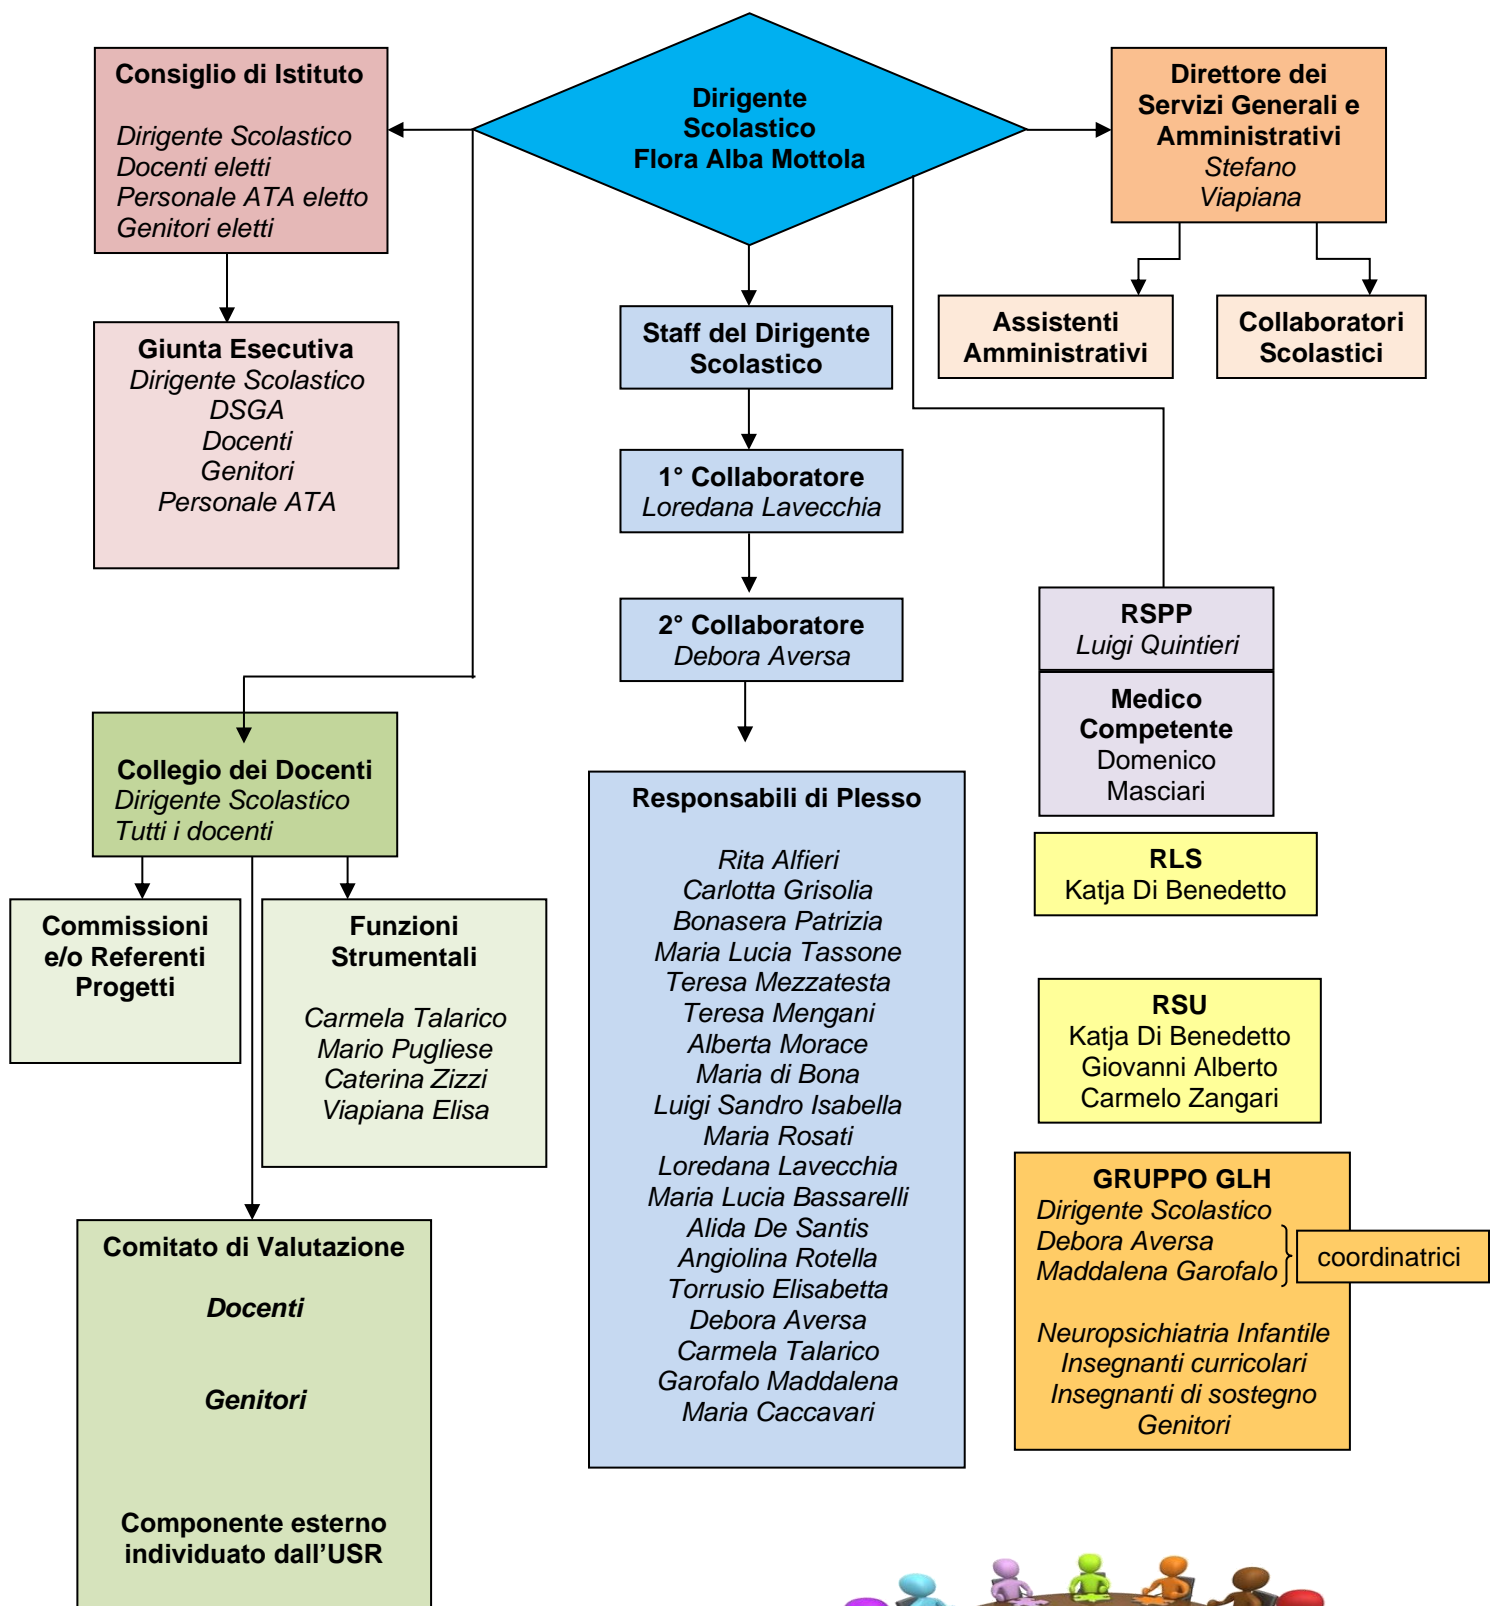 Consiglio di Istituto
Dirigente Scolastico
Docenti eletti
Personale ATA eletto
Genitori eletti
Dirigente
Scolastico
Flora Alba Mottola
Direttore dei
Servizi Generali e
Amministrativi
Stefano
Viapiana
Giunta Esecutiva
Dirigente Scolastico
DSGA
Docenti
Genitori
Personale ATA
Staff del Dirigente
Scolastico
Assistenti
Amministrativi
Collaboratori
Scolastici
1° Collaboratore
Loredana Lavecchia
2° Collaboratore
Debora Aversa
RSPP
Luigi Quintieri
Medico
Competente
Domenico
Masciari
Collegio dei Docenti
Dirigente Scolastico
Tutti i docenti
Responsabili di Plesso
Rita Alfieri
Carlotta Grisolia
Bonasera Patrizia
Maria Lucia Tassone
Teresa Mezzatesta
Teresa Mengani
Alberta Morace
Maria di Bona
Luigi Sandro Isabella
Maria Rosati
Loredana Lavecchia
Maria Lucia Bassarelli
Alida De Santis
Angiolina Rotella
Torrusio Elisabetta
Debora Aversa
Carmela Talarico
Garofalo Maddalena
Maria Caccavari
RLS
Katja Di Benedetto
Commissioni
e/o Referenti
Progetti
Funzioni
Strumentali
Carmela Talarico
Mario Pugliese
Caterina Zizzi
Viapiana Elisa
RSU
Katja Di Benedetto
Giovanni Alberto
Carmelo Zangari
GRUPPO GLH
Dirigente Scolastico
Debora Aversa
Maddalena Garofalo
coordinatrici
Neuropsichiatria Infantile
Insegnanti curricolari
Insegnanti di sostegno
Genitori
Comitato di Valutazione
Docenti
Genitori
Componente esterno
individuato dall'USR